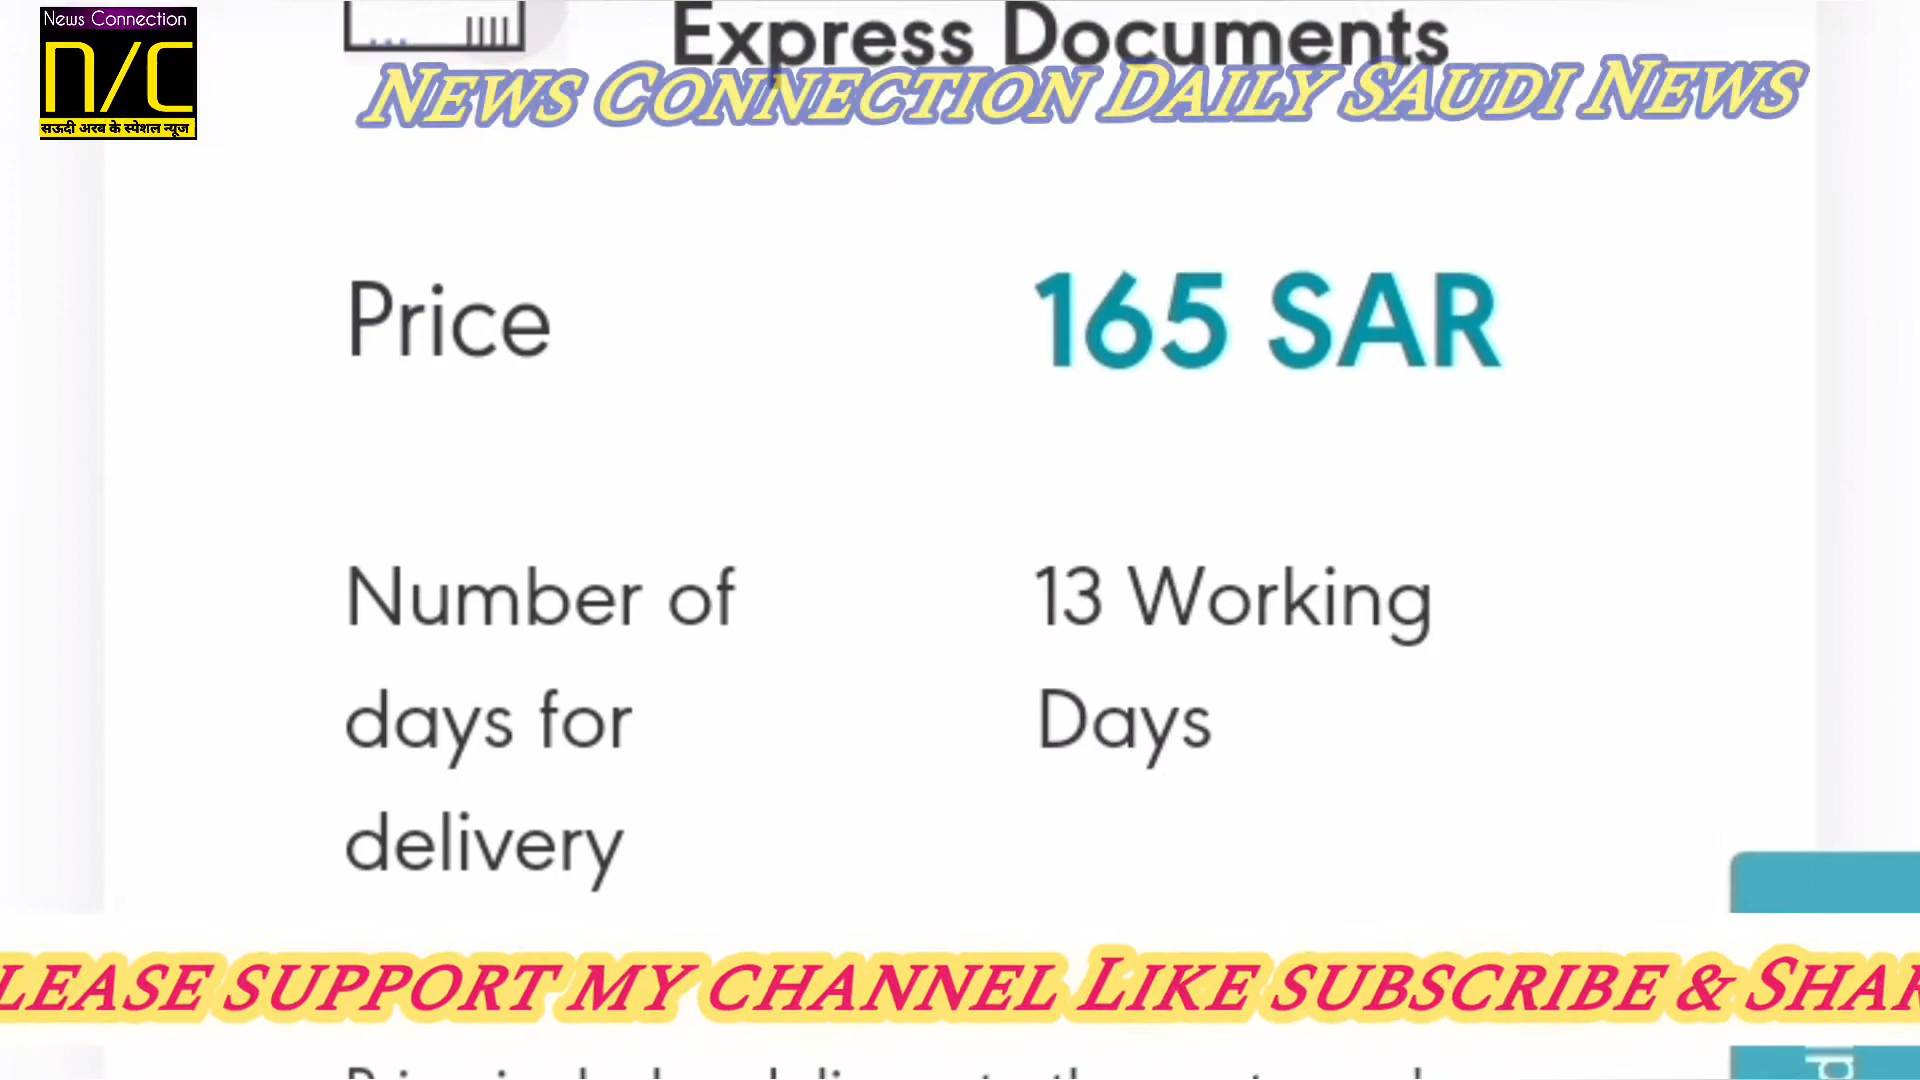 News Connection
N/C
सऊदी अरब के स्पेशल न्यूज
Express Documents
News Connection Daily Saudi News
Price
165 SAR
Number of
days for
delivery
13 Working
Days
LEASE SUPPORT MY CHANNEL LIKE SUBSCRIBE & SHAR